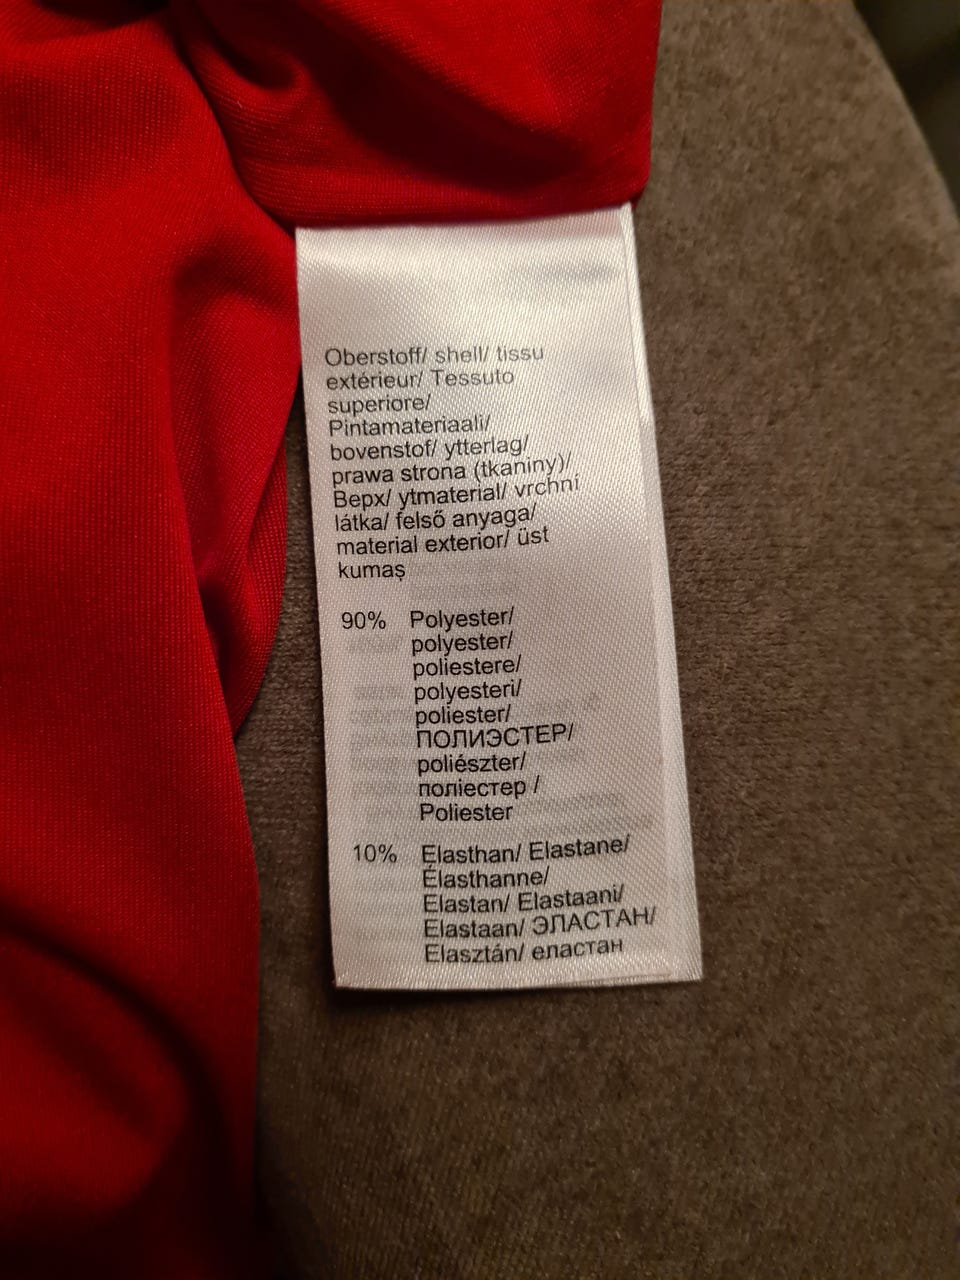 Oberstoff/ shell/ tissu
extérieur/ Tessuto
superiore/
Pintamateriaali/
bovenstof/ ytterlag/
prawa strona (tkaniny)/
Верх/ ytmaterial/ vrchní
látka/ felső anyaga/
material exterior/ üst
kumaş
90% Polyester/
polyester/
poliestere/
polyesteri/
poliester/
ПОЛИЭСТЕР/
poliészter/
поліестер /
Poliester
10% Elasthan/ Elastane/
Élasthanne/
Elastan/ Elastaani/
Elastaan/ ЭЛАСТАН/
Elasztán/ еластан